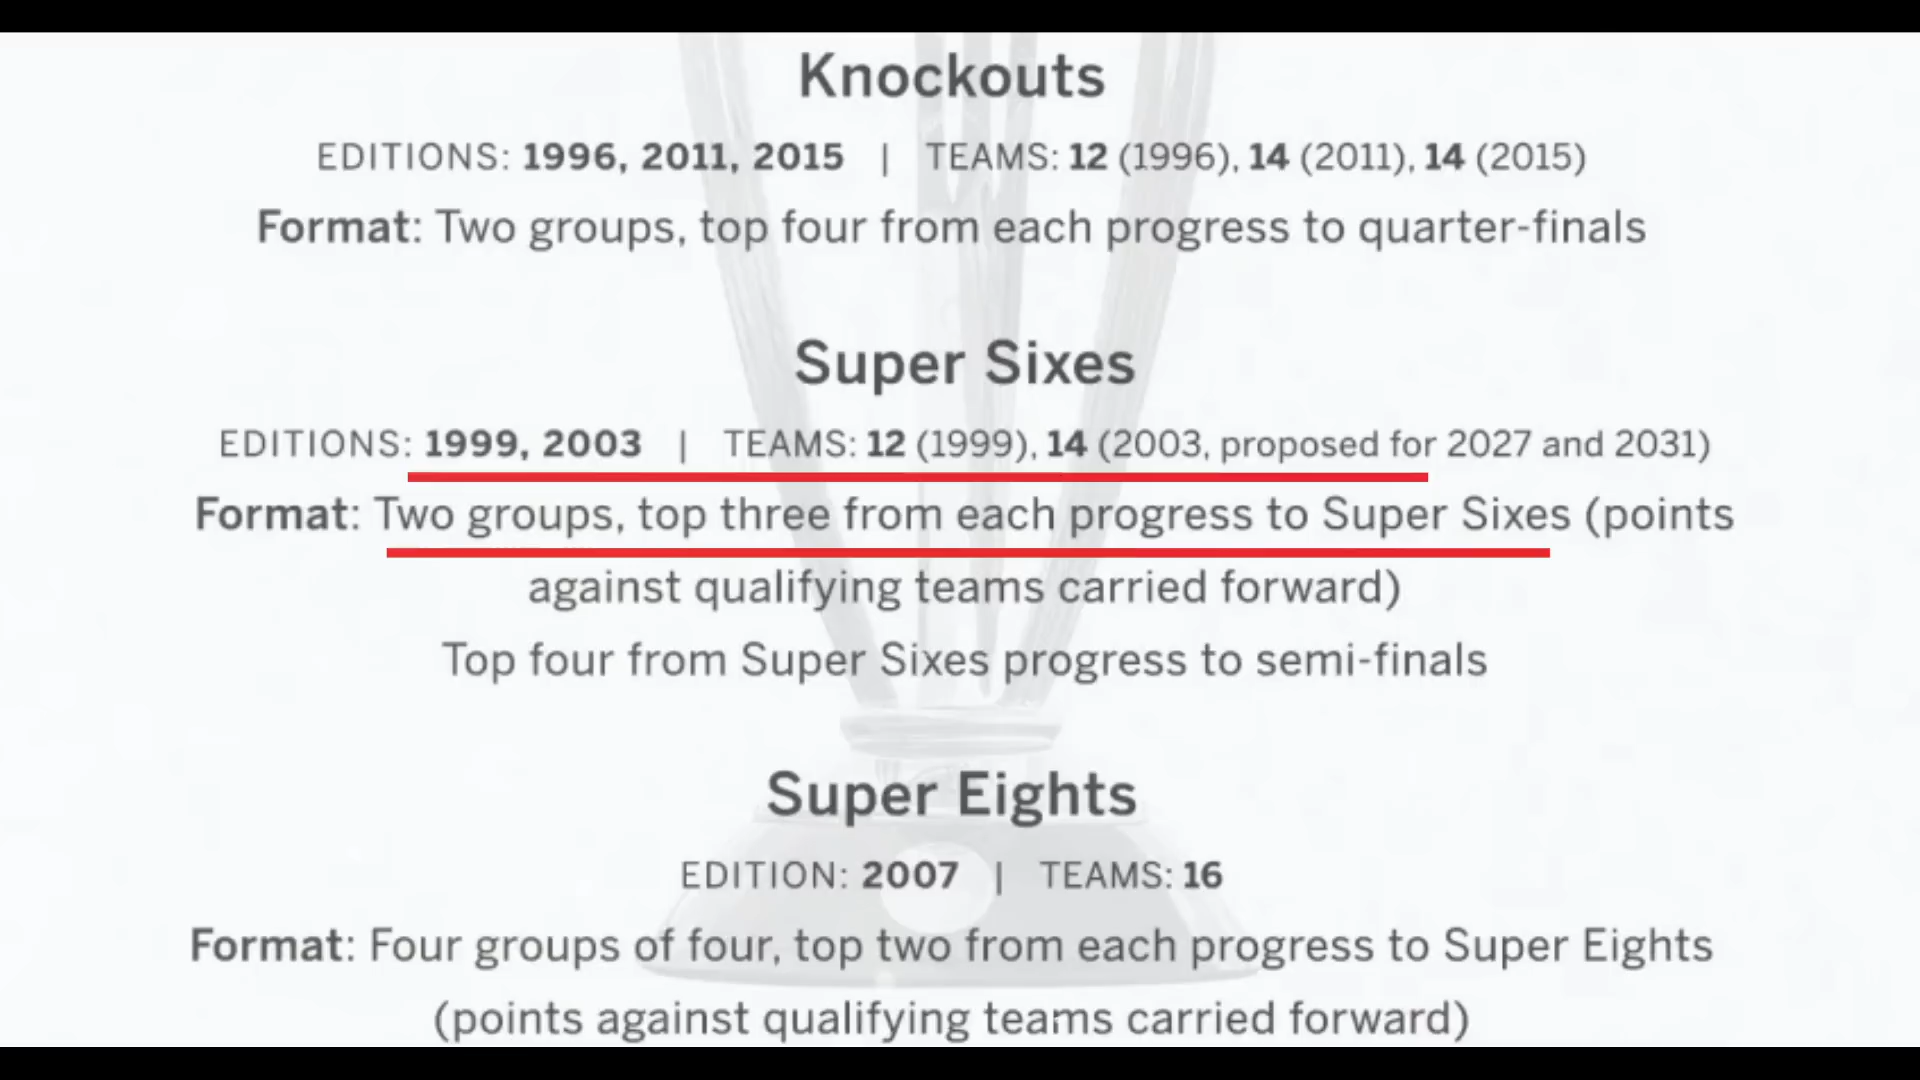 Knockouts
EDITIONS: 1996, 2011, 2015 | TEAMS: 12 (1996), 14 (2011), 14 (2015)
Format: Two groups, top four from each progress to quarter-finals
Super Sixes
EDITIONS: 1999, 2003 | TEAMS: 12 (1999), 14 (2003, proposed for 2027 and 2031)
Format: Two groups, top three from each progress to Super Sixes (points
against qualifying teams carried forward)
Top four from Super Sixes progress to semi-finals
Super Eights
EDITION: 2007 | TEAMS: 16
Format: Four groups of four, top two from each progress to Super Eights
(points against qualifying teams carried forward)